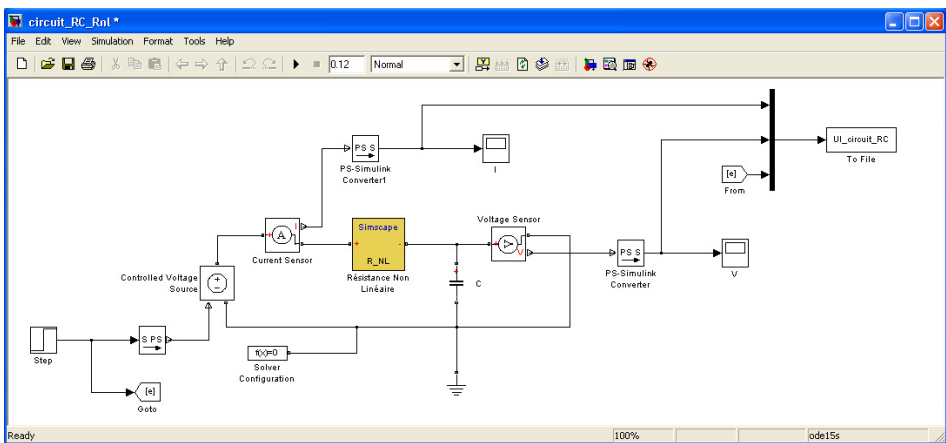 circuit_RC_Rnl *
File Edit View Simulation Format Tools Help
0.12
Normal
PS S
PS-Simulink
Converter1
I
UI_circuit_RC
To File
[e]
From
I
A
+
Current Sensor
Simscape
+ -
R_NL
Résistance Non
Linéaire
Voltage Sensor
+
V
PS S
PS-Simulink
Converter
V
Controlled Voltage
Source
+
C
Step
S PS
[e]
Goto
f(x)=0
Solver
Configuration
Ready
100%
ode15s